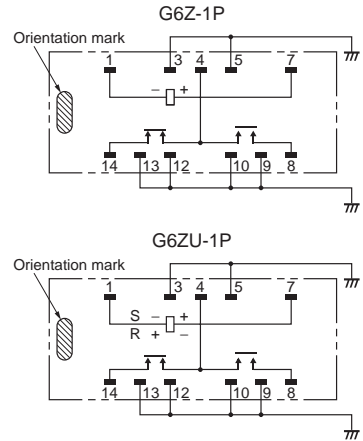 G6Z-1P
Orientation mark
1 3 4 5 7
− +
14 13 12 10 9 8
G6ZU-1P
Orientation mark
1 3 4 5 7
S − +
R + −
14 13 12 10 9 8